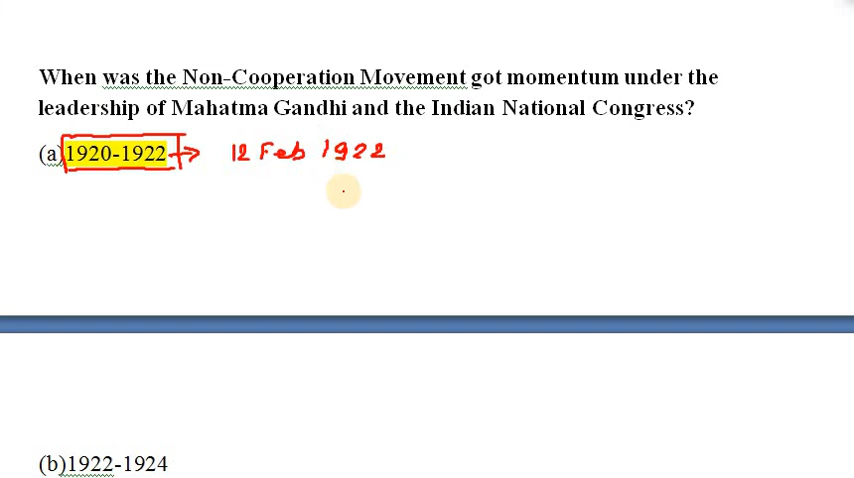 When was the Non-Cooperation Movement got momentum under the
leadership of Mahatma Gandhi and the Indian National Congress?
(a)1920-1922 → 12 Feb 1922
(b)1922-1924